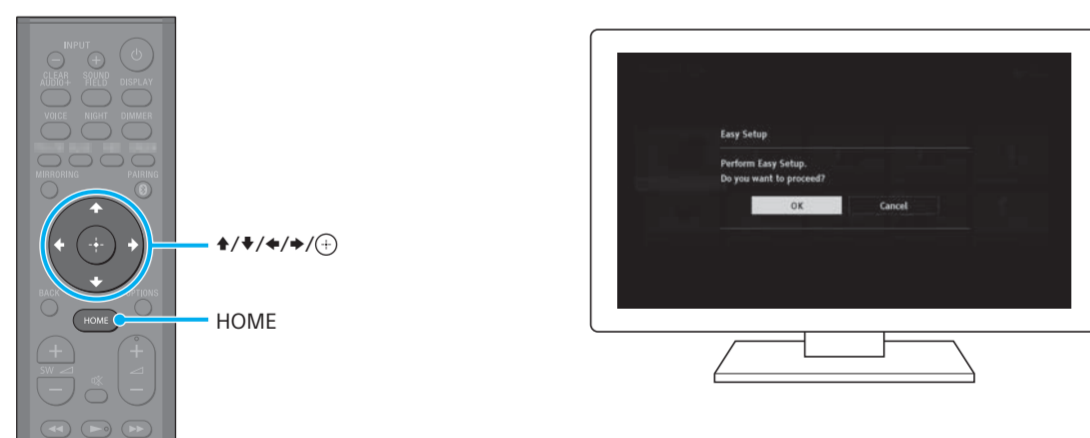 INPUT
CLEAR AUDIO+
SOUND FIELD
DISPLAY
VOICE
NIGHT
DIMMER
MIRRORING
PAIRING
BACK
OPTIONS
HOME
SW
↑/↓/←/→/⊕
HOME
Easy Setup
Perform Easy Setup.
Do you want to proceed?
OK
Cancel